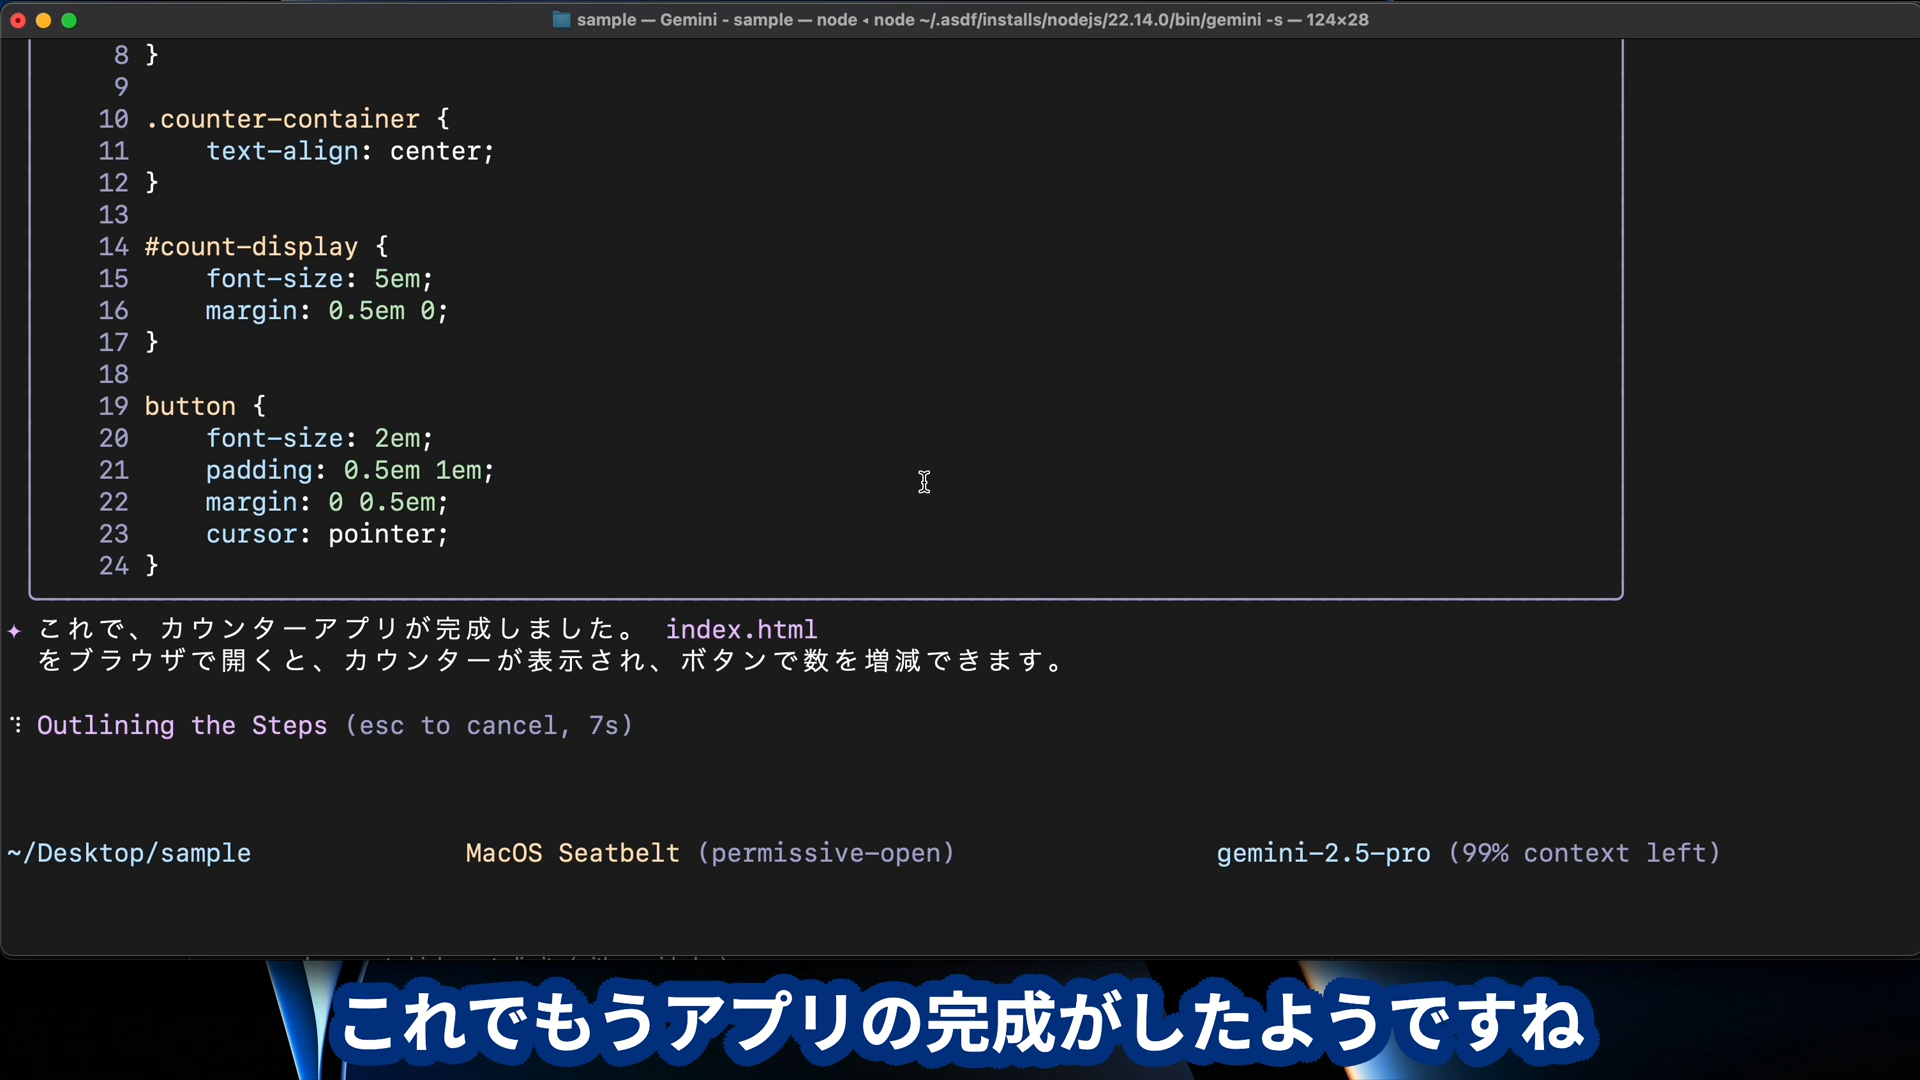 sample — Gemini - sample — node ◂ node ~/.asdf/installs/nodejs/22.14.0/bin/gemini -s — 124×28
8 }
9
10 .counter-container {
11     text-align: center;
12 }
13
14 #count-display {
15     font-size: 5em;
16     margin: 0.5em 0;
17 }
18
19 button {
20     font-size: 2em;
21     padding: 0.5em 1em;
22     margin: 0 0.5em;
23     cursor: pointer;
24 }
✦ これで、カウンターアプリが完成しました。 index.html
をブラウザで開くと、カウンターが表示され、ボタンで数を増減できます。
Outlining the Steps (esc to cancel, 7s)
~/Desktop/sample MacOS Seatbelt (permissive-open) gemini-2.5-pro (99% context left)
これでもうアプリの完成がしたようですね